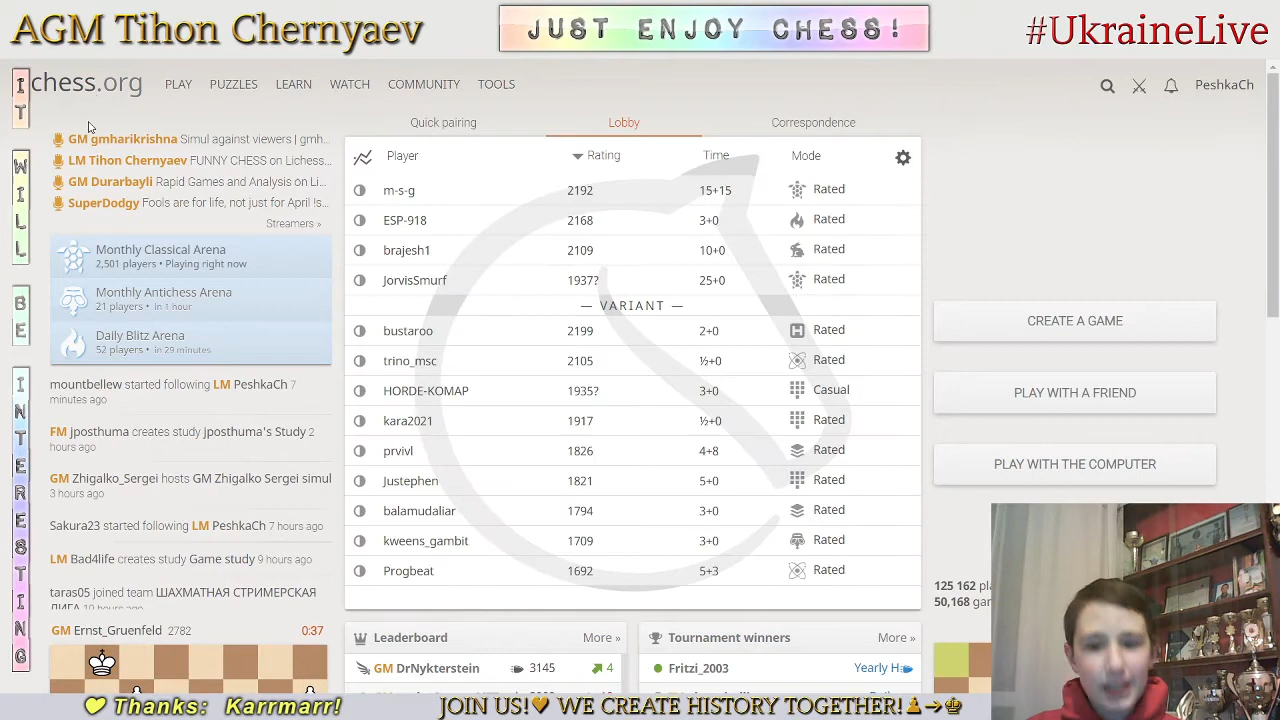 AGM Tihon Chernyaev
JUST ENJOY CHESS!
#UkraineLive
IT WILL BE INTERESTING
chess.org
PLAY PUZZLES LEARN WATCH COMMUNITY TOOLS
PeshkaCh
GM gmharikrishna Simul against viewers | gmh...
LM Tihon Chernyaev FUNNY CHESS on Lichess...
GM Durarbayli Rapid Games and Analysis on Li...
SuperDodgy Fools are for life, not just for April !s...
Streamers »
Monthly Classical Arena
2,501 players • Playing right now
Monthly Antichess Arena
21 players • in 1 hour
Daily Blitz Arena
52 players • in 29 minutes
mountbellew started following LM PeshkaCh 7
minutes ago
FM jposthuma creates study jposthuma's Study 2
hours ago
GM Zhigalko_Sergei hosts GM Zhigalko Sergei simul
3 hours ago
Sakura23 started following LM PeshkaCh 7 hours ago
LM Bad4life creates study Game study 9 hours ago
taras05 joined team ШАХМАТНАЯ СТРИМЕРСКАЯ
ЛИГА 10 hours ago
GM Ernst_Gruenfeld 2782 0:37
Quick pairing Lobby Correspondence
Player Rating Time Mode
m-s-g 2192 15+15 Rated
ESP-918 2168 3+0 Rated
brajesh1 2109 10+0 Rated
JorvisSmurf 1937? 25+0 Rated
— VARIANT —
bustaroo 2199 2+0 Rated
trino_msc 2105 ½+0 Rated
HORDE-KOMAP 1935? 3+0 Casual
kara2021 1917 ½+0 Rated
prvivl 1826 4+8 Rated
Justephen 1821 5+0 Rated
balamudaliar 1794 3+0 Rated
kweens_gambit 1709 3+0 Rated
Progbeat 1692 5+3 Rated
Leaderboard More »
GM DrNykterstein 3145 4
Tournament winners More »
Fritzi_2003 Yearly H
CREATE A GAME
PLAY WITH A FRIEND
PLAY WITH THE COMPUTER
125 162 pl
50,168 gam
Thanks: Karrmarr!
JOIN US! WE CREATE HISTORY TOGETHER!